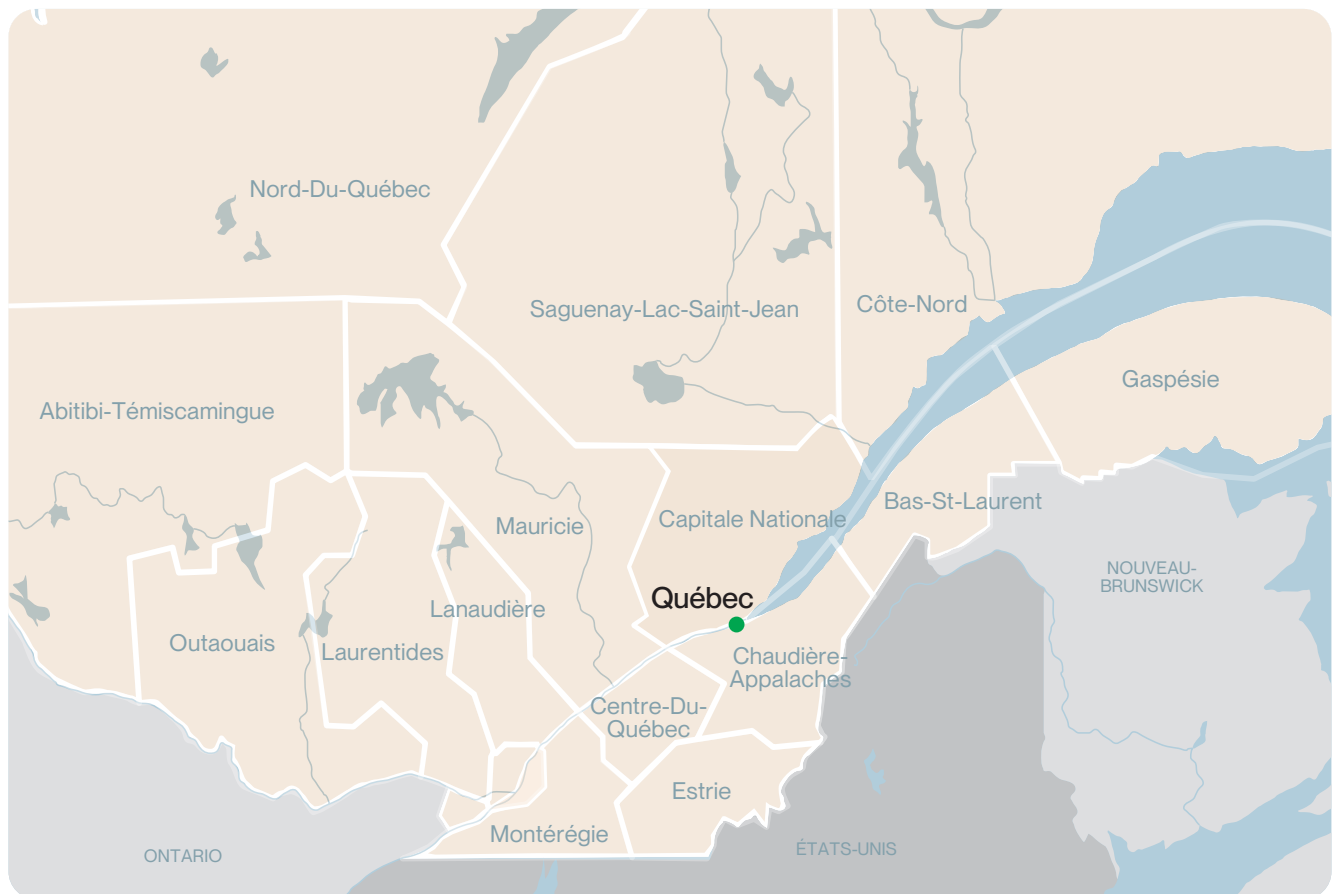 Nord-Du-Québec
Saguenay-Lac-Saint-Jean
Côte-Nord
Gaspésie
Abitibi-Témiscamingue
Bas-St-Laurent
Capitale Nationale
Mauricie
NOUVEAU-
BRUNSWICK
Québec
Lanaudière
Outaouais
Laurentides
Chaudière-
Appalaches
Centre-Du-
Québec
Estrie
Montérégie
ONTARIO
ÉTATS-UNIS